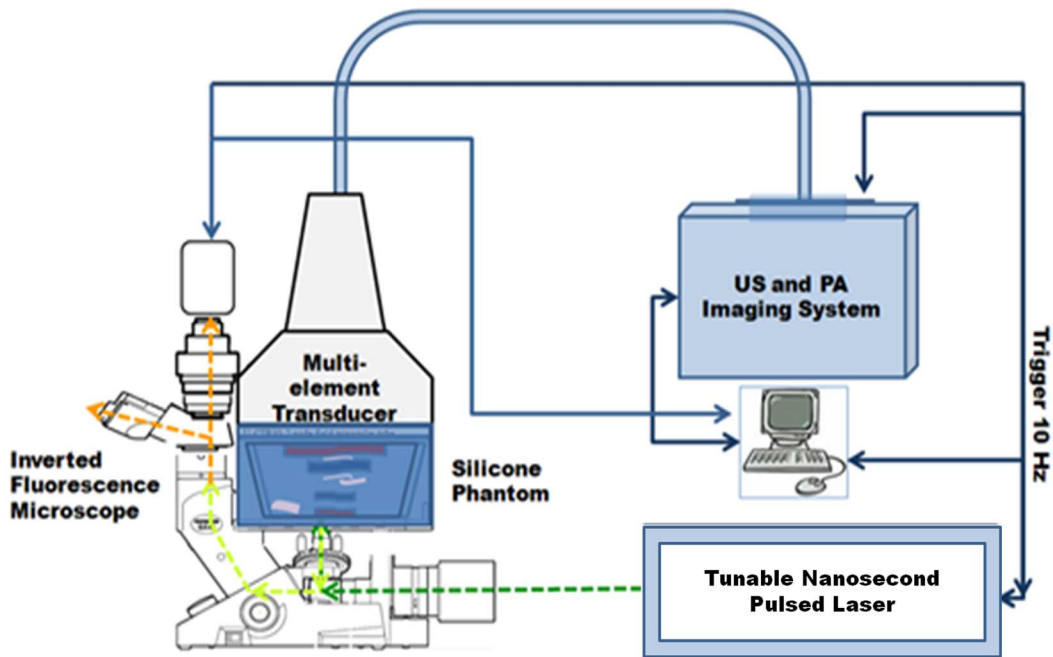 US and PA
Imaging System
Multi-
element
Transducer
Trigger 10 Hz
Inverted
Fluorescence
Microscope
Silicone
Phantom
Tunable Nanosecond
Pulsed Laser